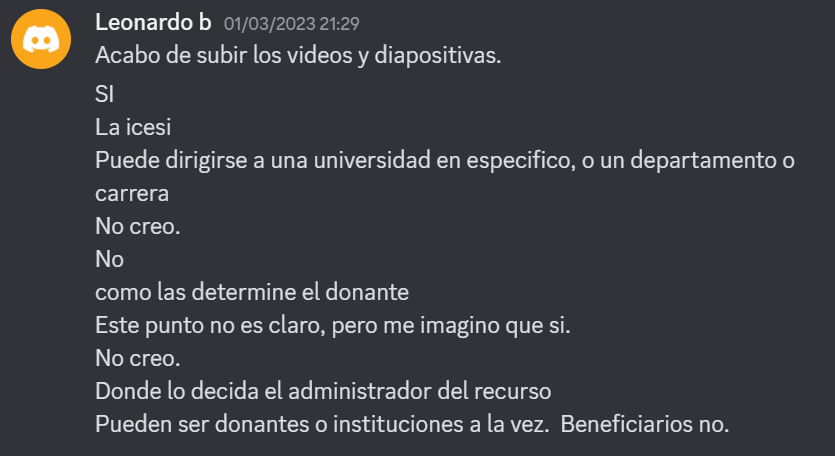 Leonardo b 01/03/2023 21:29
Acabo de subir los videos y diapositivas.
SI
La icesi
Puede dirigirse a una universidad en especifico, o un departamento o
carrera
No creo.
No
como las determine el donante
Este punto no es claro, pero me imagino que si.
No creo.
Donde lo decida el administrador del recurso
Pueden ser donantes o instituciones a la vez.  Beneficiarios no.